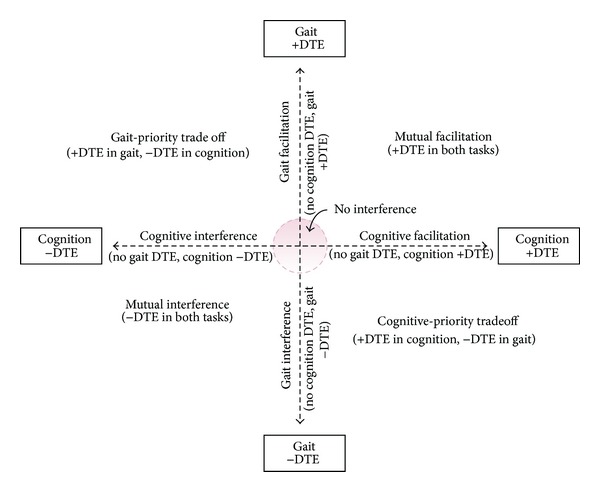 Gait
+DTE
Gait-priority trade off
(+DTE in gait, −DTE in cognition)
Gait facilitation
(no cognition DTE, gait
+DTE)
Mutual facilitation
(+DTE in both tasks)
No interference
Cognition
−DTE
Cognitive interference
(no gait DTE, cognition −DTE)
Cognitive facilitation
(no gait DTE, cognition +DTE)
Cognition
+DTE
Mutual interference
(−DTE in both tasks)
Gait interference
(no cognition DTE, gait
−DTE)
Cognitive-priority tradeoff
(+DTE in cognition, −DTE in gait)
Gait
−DTE